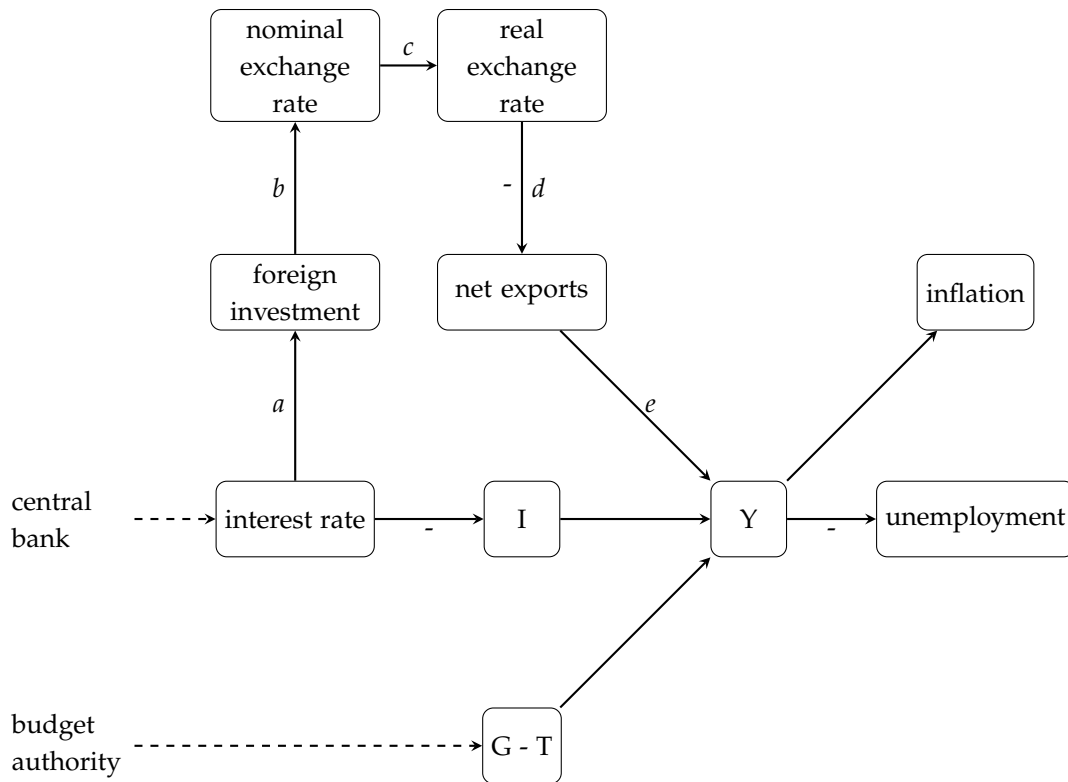 nominal
exchange
rate
c
real
exchange
rate
b
-
d
foreign
investment
net exports
inflation
a
e
central
bank
interest rate
-
I
Y
-
unemployment
budget
authority
G - T